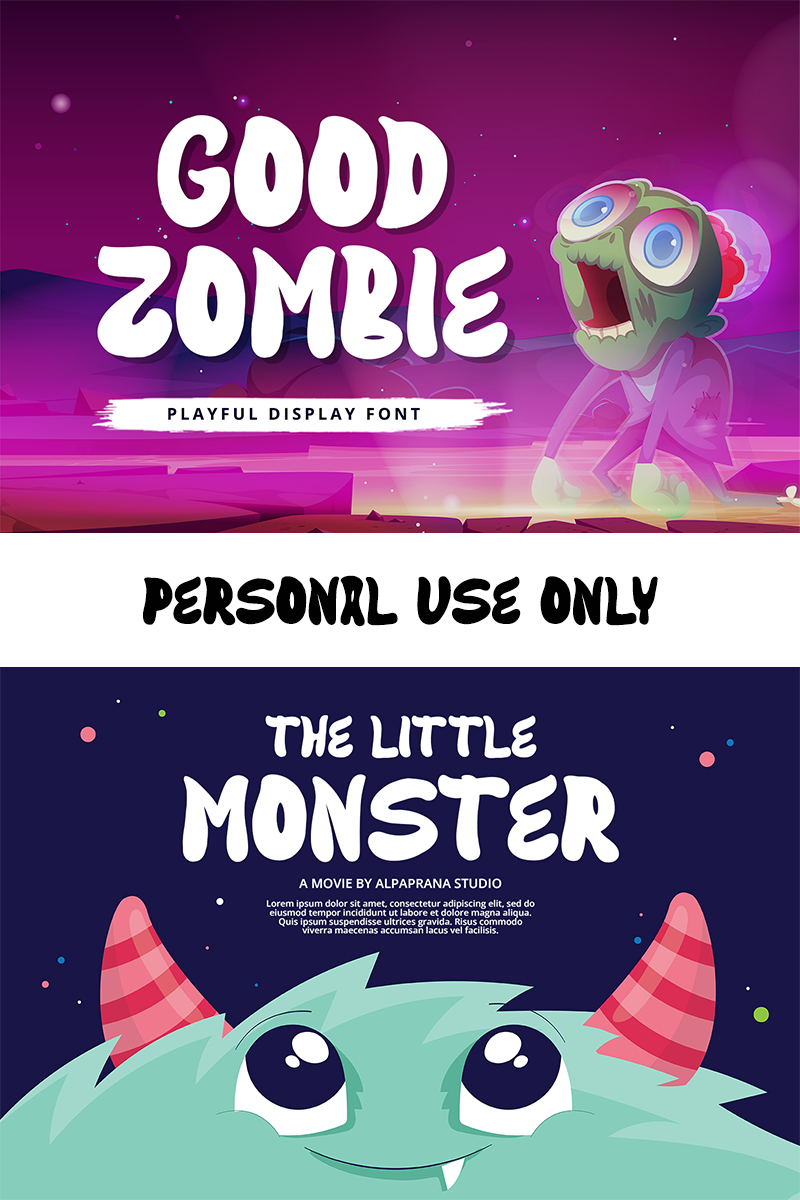 GOOD
ZOMBIE
PLAYFUL DISPLAY FONT
PERSONAL USE ONLY
THE LITTLE
MONSTER
A MOVIE BY ALPAPRANA STUDIO
Lorem ipsum dolor sit amet, consectetur adipiscing elit, sed do
eiusmod tempor incididunt ut labore et dolore magna aliqua.
Quis ipsum suspendisse ultrices gravida. Risus commodo
viverra maecenas accumsan lacus vel facilisis.